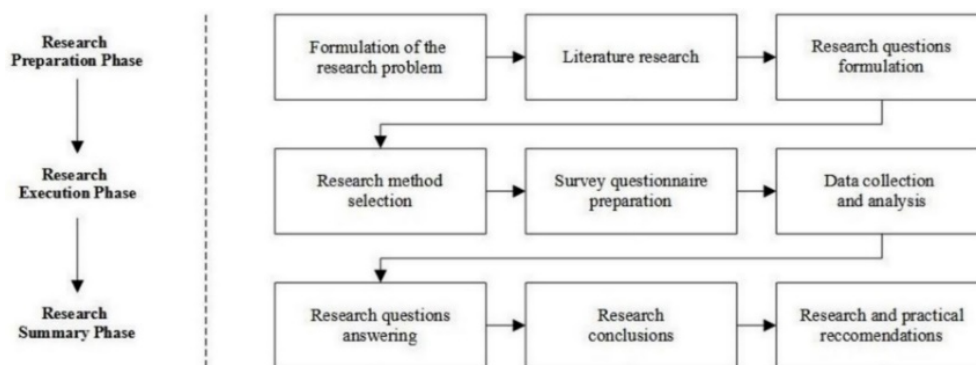 Research
Preparation Phase
Formulation of the
research problem
Literature research
Research questions
formulation
Research
Execution Phase
Research method
selection
Survey questionnaire
preparation
Data collection
and analysis
Research
Summary Phase
Research questions
answering
Research
conclusions
Research and practical
reccomendations